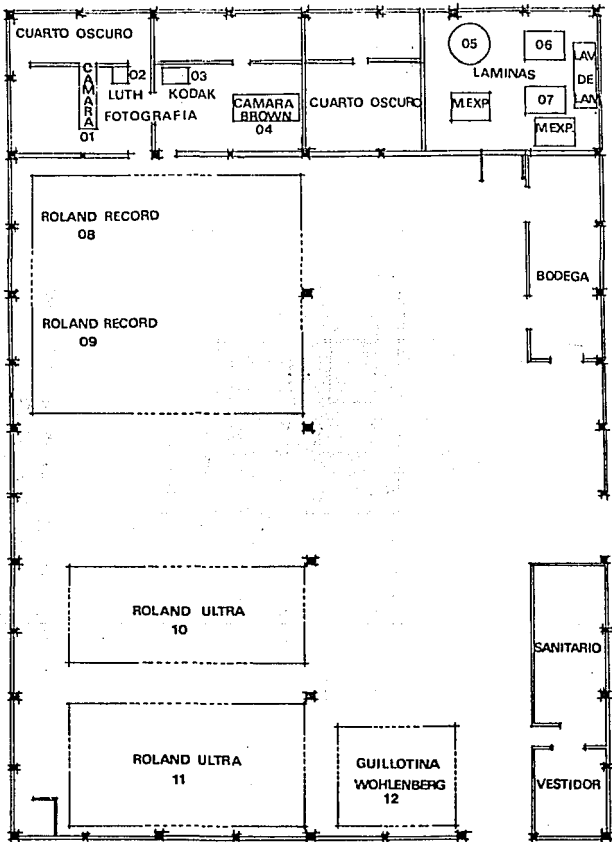 CUARTO OSCURO
CAMARA
01
02
LUTH
03
KODAK
FOTOGRAFIA
CAMARA
BROWN
04
CUARTO OSCURO
05
06
LAMINAS
LAV
DE
LAM
M.EXP.
07
M.EXP.
ROLAND RECORD
08
BODEGA
ROLAND RECORD
09
ROLAND ULTRA
10
SANITARIO
ROLAND ULTRA
11
GUILLOTINA
WOHLENBERG
12
VESTIDOR